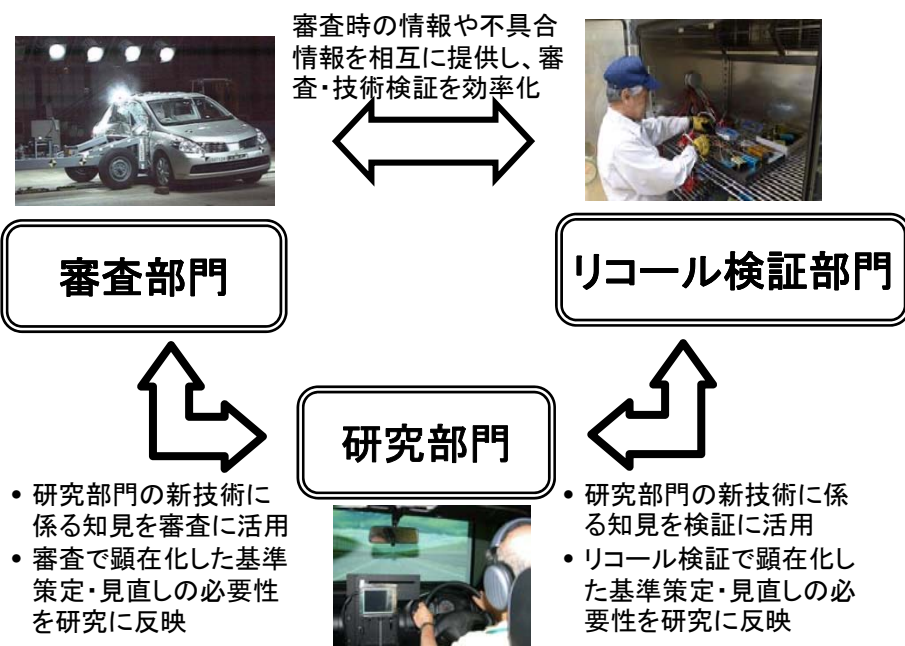 審査時の情報や不具合
情報を相互に提供し、審
査・技術検証を効率化
審査部門
リコール検証部門
研究部門
• 研究部門の新技術に
係る知見を審査に活用
• 審査で顕在化した基準
策定・見直しの必要性
を研究に反映
• 研究部門の新技術に係
る知見を検証に活用
• リコール検証で顕在化し
た基準策定・見直しの必
要性を研究に反映